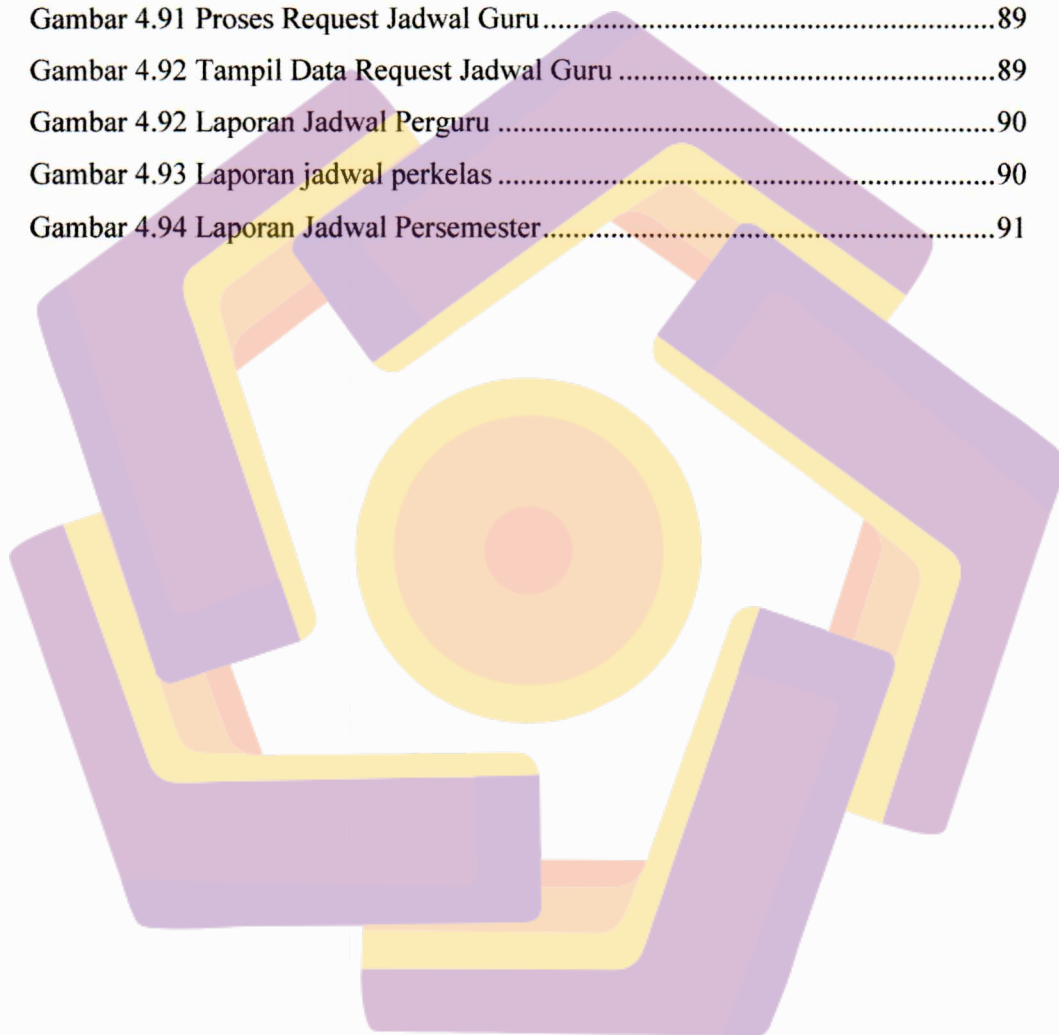 Gambar 4.91 Proses Request Jadwal Guru....................................................................89
Gambar 4.92 Tampil Data Request Jadwal Guru .........................................................89
Gambar 4.92 Laporan Jadwal Perguru ..........................................................................90
Gambar 4.93 Laporan jadwal perkelas ..........................................................................90
Gambar 4.94 Laporan Jadwal Persemester....................................................................91